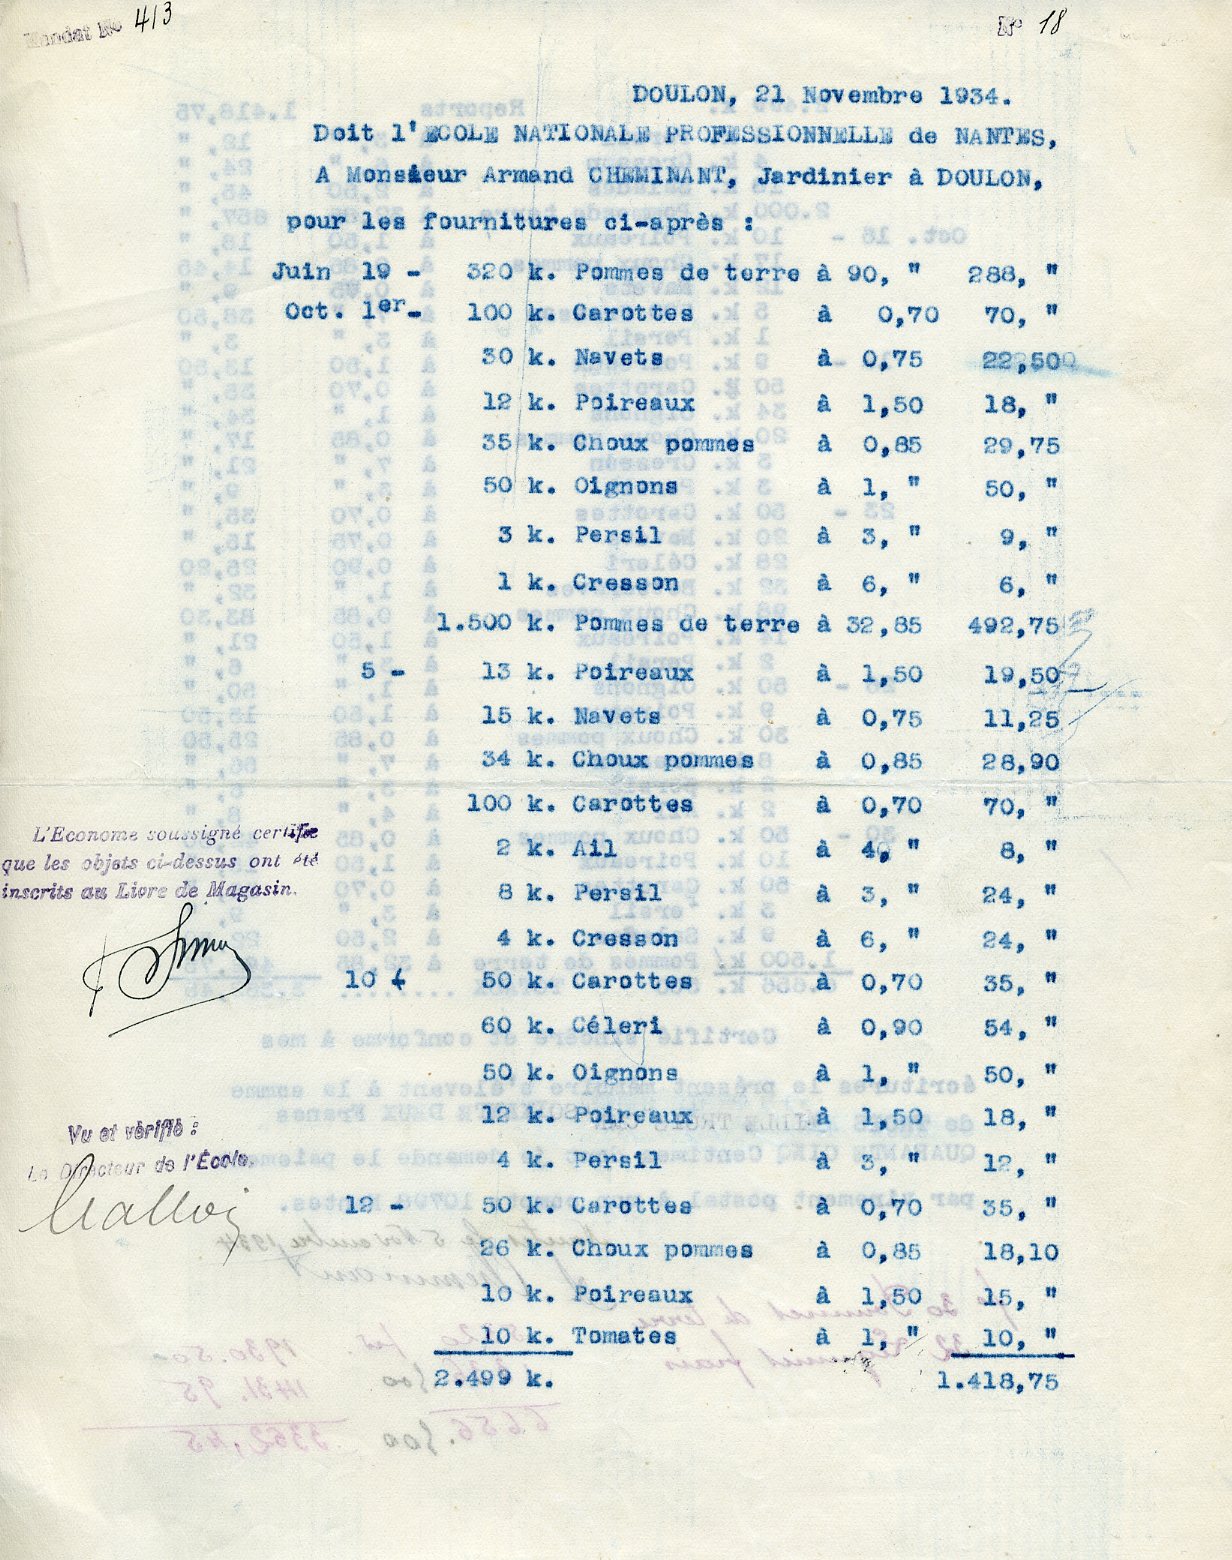 Mandat No 413
No 18
DOULON, 21 Novembre 1934.
Doit l'ECOLE NATIONALE PROFESSIONNELLE de NANTES,
A Monsieur Armand CHEMINANT, Jardinier à DOULON,
pour les fournitures ci-après :
Juin 19 - 320 k. Pommes de terre à 90, " 288, "
Oct. 1er- 100 k. Carottes à 0,70 70, "
30 k. Navets à 0,75 22,50
12 k. Poireaux à 1,50 18, "
35 k. Choux pommes à 0,85 29,75
50 k. Oignons à 1, " 50, "
3 k. Persil à 3, " 9, "
1 k. Cresson à 6, " 6, "
1.500 k. Pommes de terre à 32,85 492,75
5 - 13 k. Poireaux à 1,50 19,50
15 k. Navets à 0,75 11,25
34 k. Choux pommes à 0,85 28,90
100 k. Carottes à 0,70 70, "
2 k. Ail à 4, " 8, "
8 k. Persil à 3, " 24, "
4 k. Cresson à 6, " 24, "
10 - 50 k. Carottes à 0,70 35, "
60 k. Céleri à 0,90 54, "
50 k. Oignons à 1, " 50, "
12 k. Poireaux à 1,50 18, "
4 k. Persil à 3, " 12, "
12 - 50 k. Carottes à 0,70 35, "
26 k. Choux pommes à 0,85 18,10
10 k. Poireaux à 1,50 15, "
10 k. Tomates à 1, " 10, "
2.499 k. 1.418,75
L'Econome soussigné certifie
que les objets ci-dessus ont été
inscrits au Livre de Magasin.
Vu et vérifié :
Le Directeur de l'École,